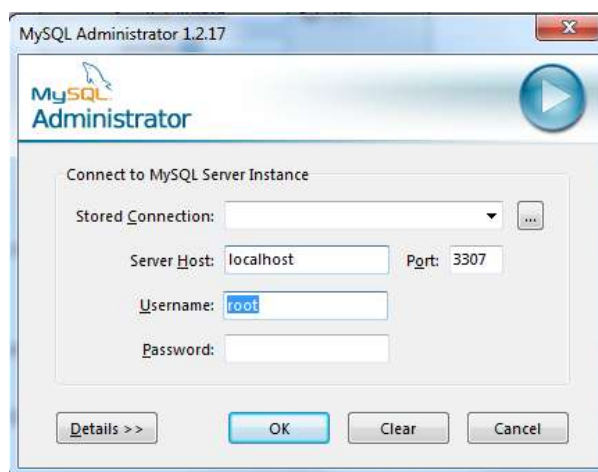 MySQL Administrator 1.2.17
MySQL
Administrator
Connect to MySQL Server Instance
Stored Connection:
...
Server Host: localhost Port: 3307
Username: root
Password:
Details >> OK Clear Cancel